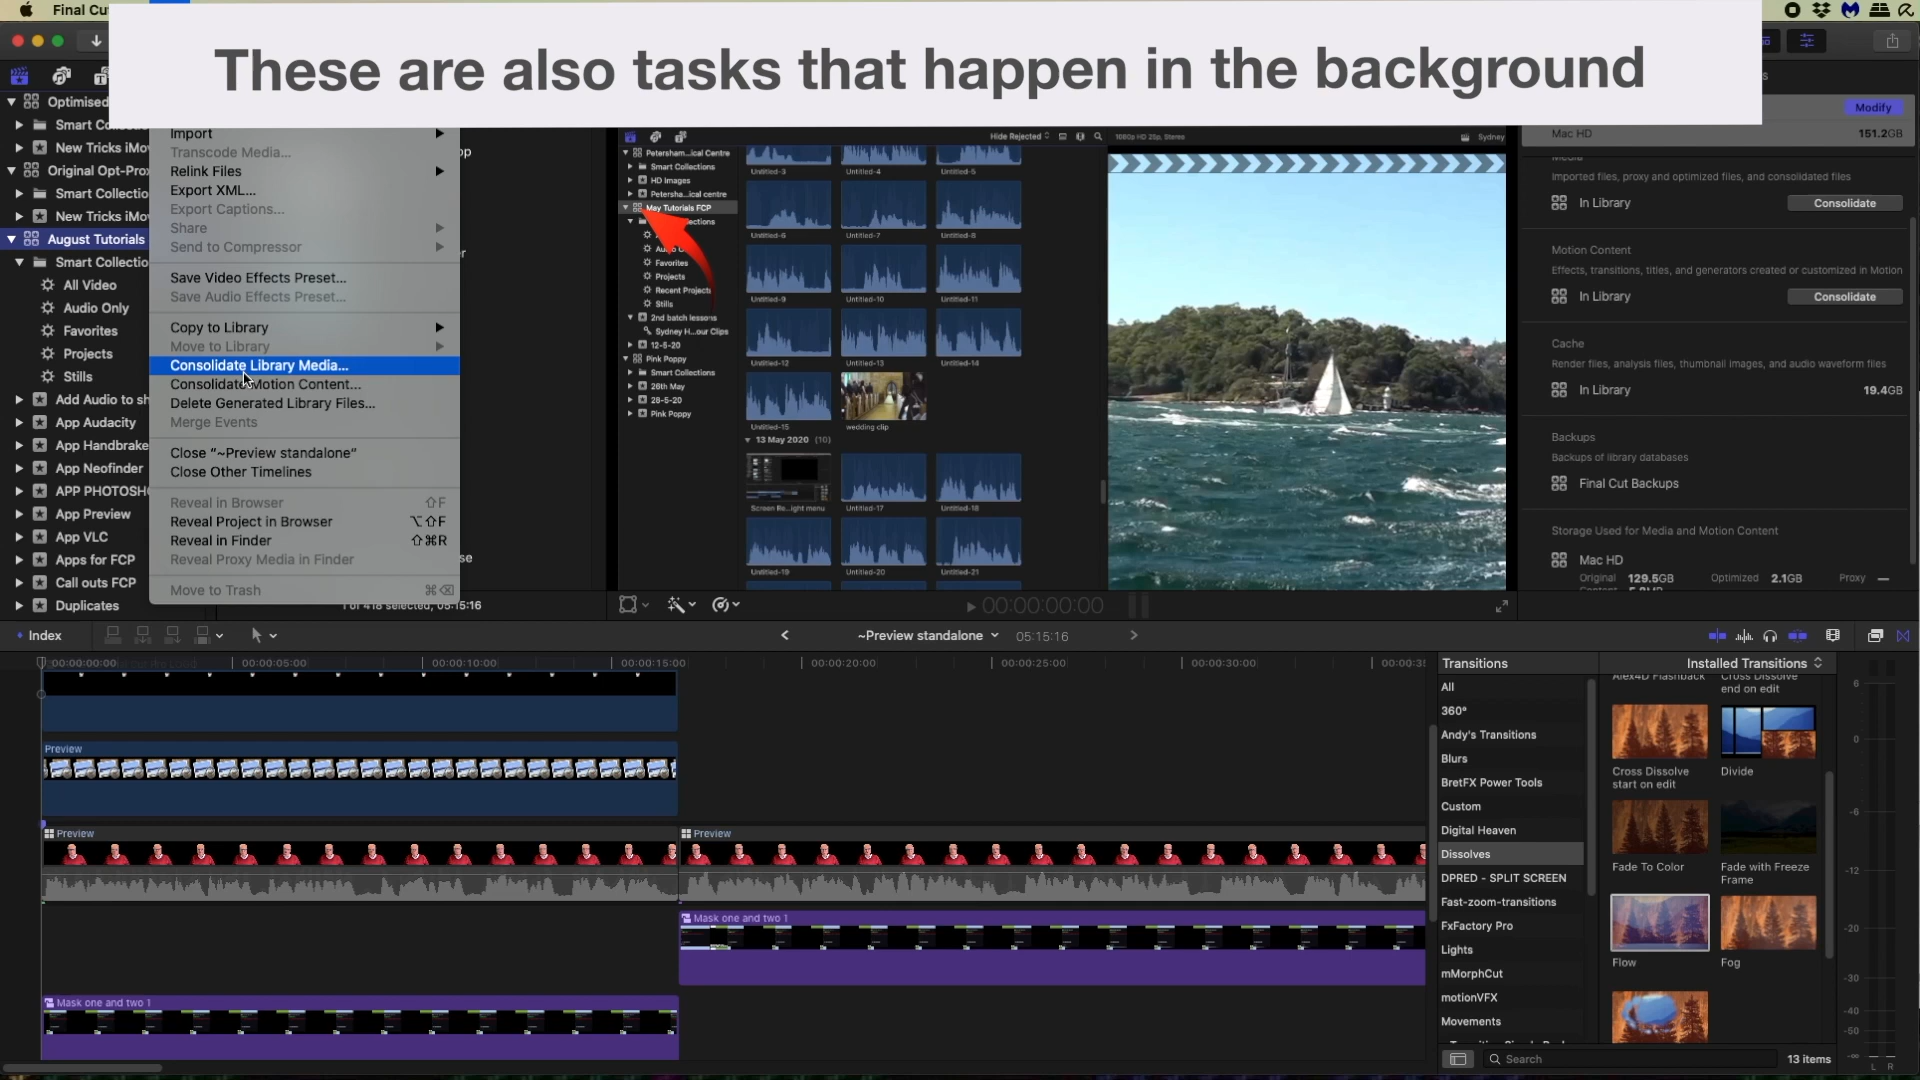 Final Cu
These are also tasks that happen in the background
Optimised
Smart Collectio
New Tricks iMov
Original Opt-Pro
Smart Collectio
New Tricks iMov
August Tutorials
Smart Collectio
All Video
Audio Only
Favorites
Projects
Stills
Add Audio to sh
App Audacity
App Handbrake
App Neofinder
APP PHOTOSH
App Preview
App VLC
Apps for FCP
Call outs FCP
Duplicates
Import
Transcode Media...
Relink Files
Export XML...
Export Captions...
Share
Send to Compressor
Save Video Effects Preset...
Save Audio Effects Preset...
Copy to Library
Move to Library
Consolidate Library Media...
Consolidate Motion Content...
Delete Generated Library Files...
Merge Events
Close “~Preview standalone”
Close Other Timelines
Reveal in Browser ⇧F
Reveal Project in Browser ⌥⇧F
Reveal in Finder ⇧⌘R
Reveal Proxy Media in Finder
Move to Trash ⌘⌫
1 of 418 selected, 05:15:16
Hide Rejected
1080p HD 25p, Stereo
Sydney
Petersham...ical Centre
Smart Collections
HD Images
Petersha...ical centre
May Tutorials FCP
Favorites
Projects
Recent Project
Stills
2nd batch lessons
Sydney H...our Clips
12-5-20
Pink Poppy
Smart Collections
26th May
28-5-20
Pink Poppy
Untitled-3 Untitled-4 Untitled-5
Untitled-6 Untitled-7 Untitled-8
Untitled-9 Untitled-10 Untitled-11
Untitled-12 Untitled-13 Untitled-14
Untitled-15 wedding clip
13 May 2020 (10)
Screen Re...ight menu Untitled-17 Untitled-18
Untitled-19 Untitled-20 Untitled-21
00:00:00:00
Modify
Mac HD 151.2GB
Media
Imported files, proxy and optimized files, and consolidated files
In Library Consolidate
Motion Content
Effects, transitions, titles, and generators created or customized in Motion
In Library Consolidate
Cache
Render files, analysis files, thumbnail images, and audio waveform files
In Library 19.4GB
Backups
Backups of library databases
Final Cut Backups
Storage Used for Media and Motion Content
Mac HD
Original 129.5GB Optimized 2.1GB Proxy —
Index
~Preview standalone 05:15:16
00:00:00:00 00:00:05:00 00:00:10:00 00:00:15:00 00:00:20:00 00:00:25:00 00:00:30:00 00:00:35
Preview
Preview Preview
Mask one and two 1
Mask one and two 1
Transitions
Installed Transitions
All
360°
Andy's Transitions
Blurs
BretFX Power Tools
Custom
Digital Heaven
Dissolves
DPRED - SPLIT SCREEN
Fast-zoom-transitions
FxFactory Pro
Lights
mMorphCut
motionVFX
Movements
Alex4D Flashback
Cross Dissolve
end on edit
Cross Dissolve
start on edit
Divide
Fade To Color
Fade with Freeze
Frame
Flow
Fog
Search
13 items
6
0
-6
-12
-20
-30
-40
-50
-∞
L R